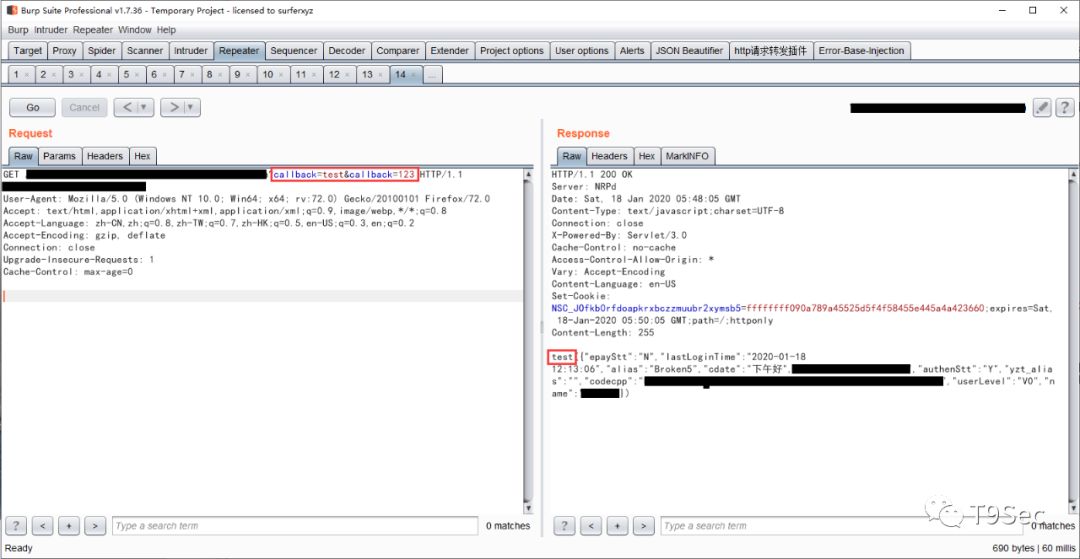 Burp Suite Professional v1.7.36 - Temporary Project - licensed to surferxyz
Burp Intruder Repeater Window Help
Target Proxy Spider Scanner Intruder Repeater Sequencer Decoder Comparer Extender Project options User options Alerts JSON Beautifier http请求转发插件 Error-Base-Injection
1 × 2 × 3 × 4 × 5 × 6 × 7 × 8 × 9 × 10 × 11 × 12 × 13 × 14 × ...
Go Cancel < ▼ > ▼ ?
Request
Raw Params Headers Hex
GET ?callback=test&callback=123 HTTP/1.1
User-Agent: Mozilla/5.0 (Windows NT 10.0; Win64; x64; rv:72.0) Gecko/20100101 Firefox/72.0
Accept: text/html,application/xhtml+xml,application/xml;q=0.9,image/webp,*/*;q=0.8
Accept-Language: zh-CN,zh;q=0.8,zh-TW;q=0.7,zh-HK;q=0.5,en-US;q=0.3,en;q=0.2
Accept-Encoding: gzip, deflate
Connection: close
Upgrade-Insecure-Requests: 1
Cache-Control: max-age=0
? < + > Type a search term 0 matches
Response
Raw Headers Hex MarkINFO
HTTP/1.1 200 OK
Server: NRPd
Date: Sat, 18 Jan 2020 05:48:05 GMT
Content-Type: text/javascript;charset=UTF-8
Connection: close
X-Powered-By: Servlet/3.0
Cache-Control: no-cache
Access-Control-Allow-Origin: *
Vary: Accept-Encoding
Content-Language: en-US
Set-Cookie:
NSC_JOfkb0rfdoapkrxbczzmuubr2xymsb5=ffffffff090a789a45525d5f4f58455e445a4a423660;expires=Sat,
18-Jan-2020 05:50:05 GMT;path=/;httponly
Content-Length: 255
test({"epayStt":"N","lastLoginTime":"2020-01-18
12:13:06","alias":"Broken5","cdate":"下午好", ,"authenStt":"Y","yzt_alia
s":"","codecpp":" ,"userLevel":"V0","n
ame":" })
? < + > Type a search term 0 matches
T9Sec
Ready 690 bytes | 60 millis